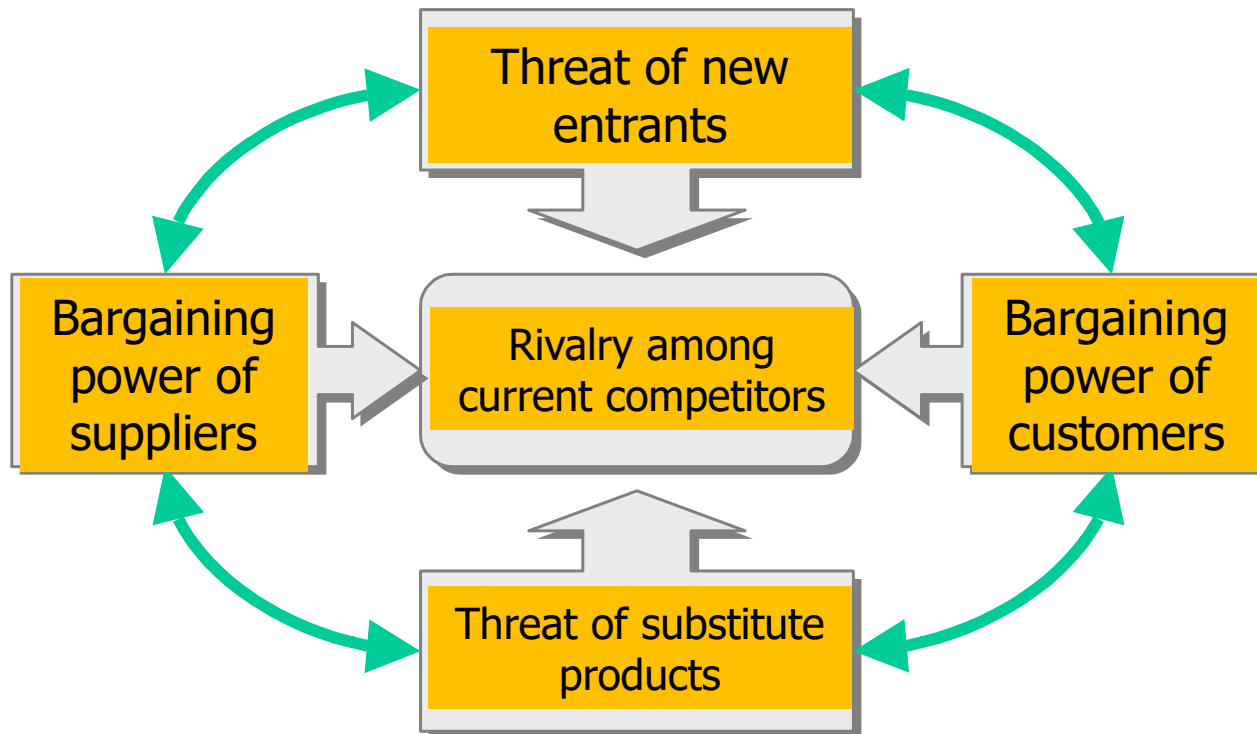 Threat of new
entrants
Bargaining
power of
suppliers
Rivalry among
current competitors
Bargaining
power of
customers
Threat of substitute
products